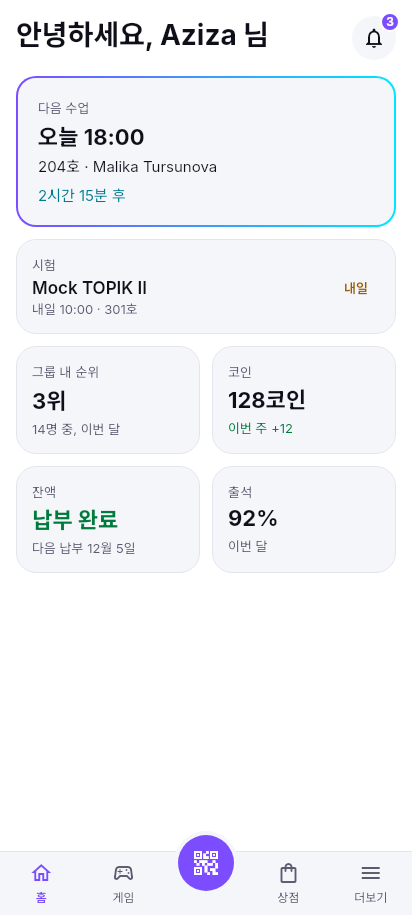 안녕하세요, Aziza 님
3
다음 수업
오늘 18:00
204호 · Malika Tursunova
2시간 15분 후
시험
Mock TOPIK II
내일 10:00 · 301호
내일
그룹 내 순위
3위
14명 중, 이번 달
코인
128코인
이번 주 +12
잔액
납부 완료
다음 납부 12월 5일
출석
92%
이번 달
홈
게임
상점
더보기